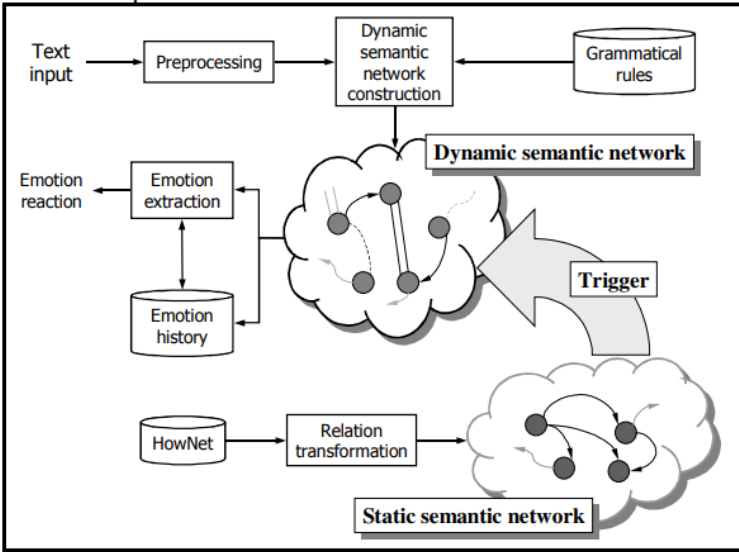 Text
input
Preprocessing
Dynamic
semantic
network
construction
Grammatical
rules
Dynamic semantic network
Emotion
reaction
Emotion
extraction
Trigger
Emotion
history
HowNet
Relation
transformation
Static semantic network